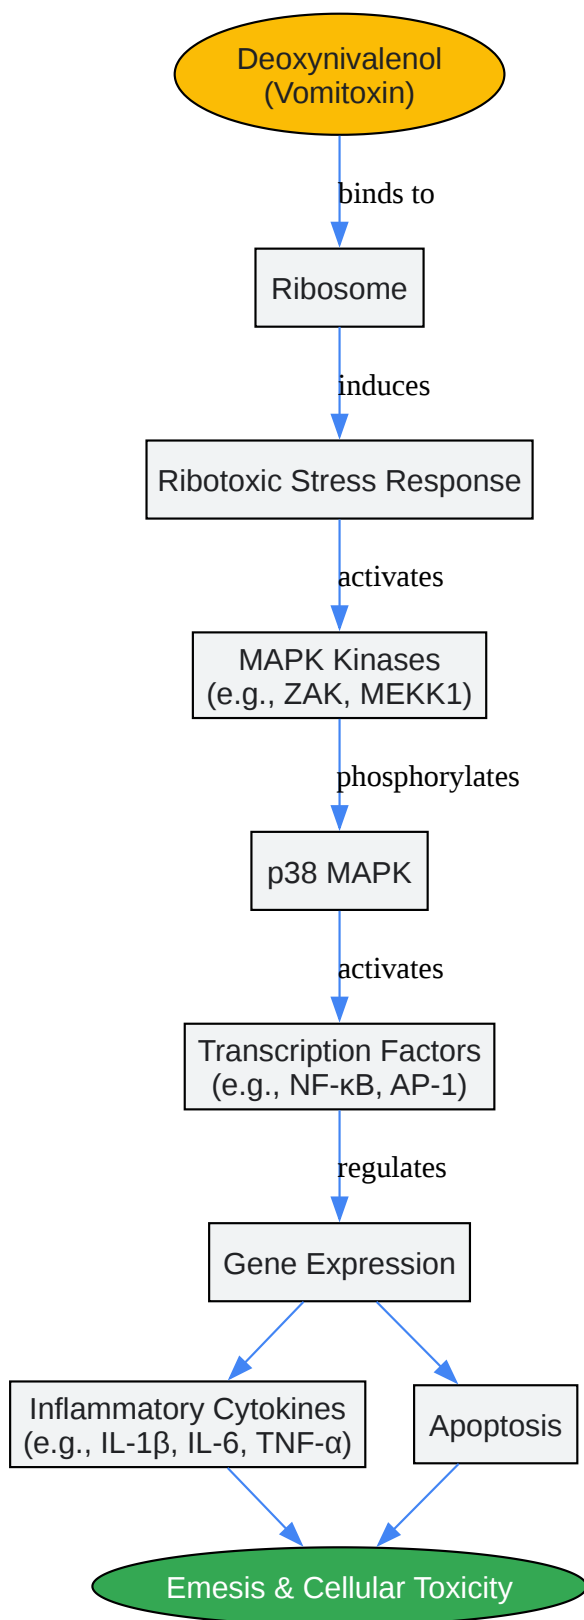 Deoxynivalenol
(Vomitoxin)
binds to
Ribosome
induces
Ribotoxic Stress Response
activates
MAPK Kinases
(e.g., ZAK, MEKK1)
phosphorylates
p38 MAPK
activates
Transcription Factors
(e.g., NF-κB, AP-1)
regulates
Gene Expression
Inflammatory Cytokines
(e.g., IL-1β, IL-6, TNF-α)
Apoptosis
Emesis & Cellular Toxicity